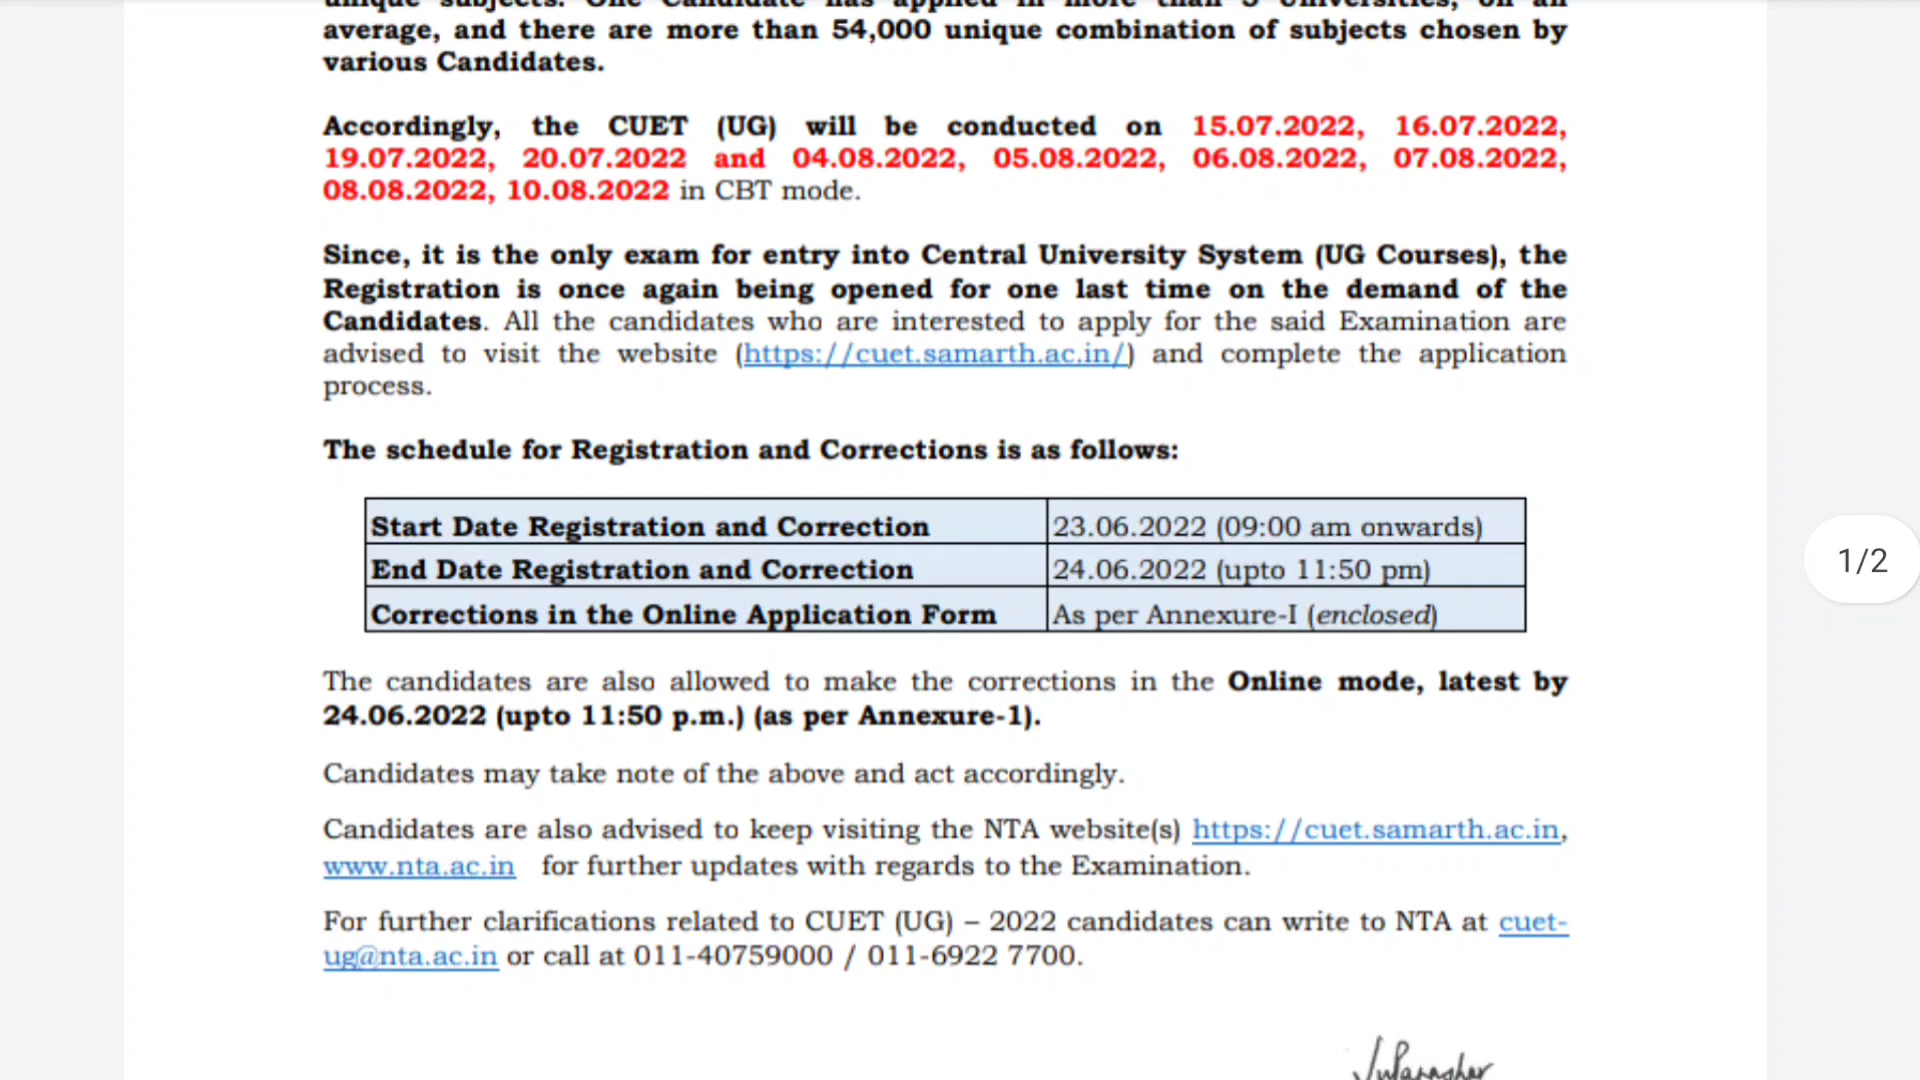 unique subjects. One Candidate has applied in more than 5 Universities, on an
average, and there are more than 54,000 unique combination of subjects chosen by
various Candidates.
Accordingly, the CUET (UG) will be conducted on 15.07.2022, 16.07.2022,
19.07.2022, 20.07.2022 and 04.08.2022, 05.08.2022, 06.08.2022, 07.08.2022,
08.08.2022, 10.08.2022 in CBT mode.
Since, it is the only exam for entry into Central University System (UG Courses), the
Registration is once again being opened for one last time on the demand of the
Candidates. All the candidates who are interested to apply for the said Examination are
advised to visit the website (https://cuet.samarth.ac.in/) and complete the application
process.
The schedule for Registration and Corrections is as follows:
Start Date Registration and Correction 23.06.2022 (09:00 am onwards)
End Date Registration and Correction 24.06.2022 (upto 11:50 pm)
1/2
Corrections in the Online Application Form As per Annexure-I (enclosed)
The candidates are also allowed to make the corrections in the Online mode, latest by
24.06.2022 (upto 11:50 p.m.) (as per Annexure-1).
Candidates may take note of the above and act accordingly.
Candidates are also advised to keep visiting the NTA website(s) https://cuet.samarth.ac.in,
www.nta.ac.in for further updates with regards to the Examination.
For further clarifications related to CUET (UG) – 2022 candidates can write to NTA at cuet-
ug@nta.ac.in or call at 011-40759000 / 011-6922 7700.